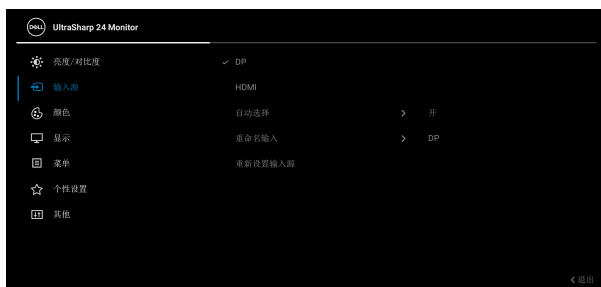 DELL UltraSharp 24 Monitor
亮度/对比度 DP
输入源 HDMI
颜色 自动选择 开
显示 重命名输入 DP
菜单 重新设置输入源
个性设置
其他
退出